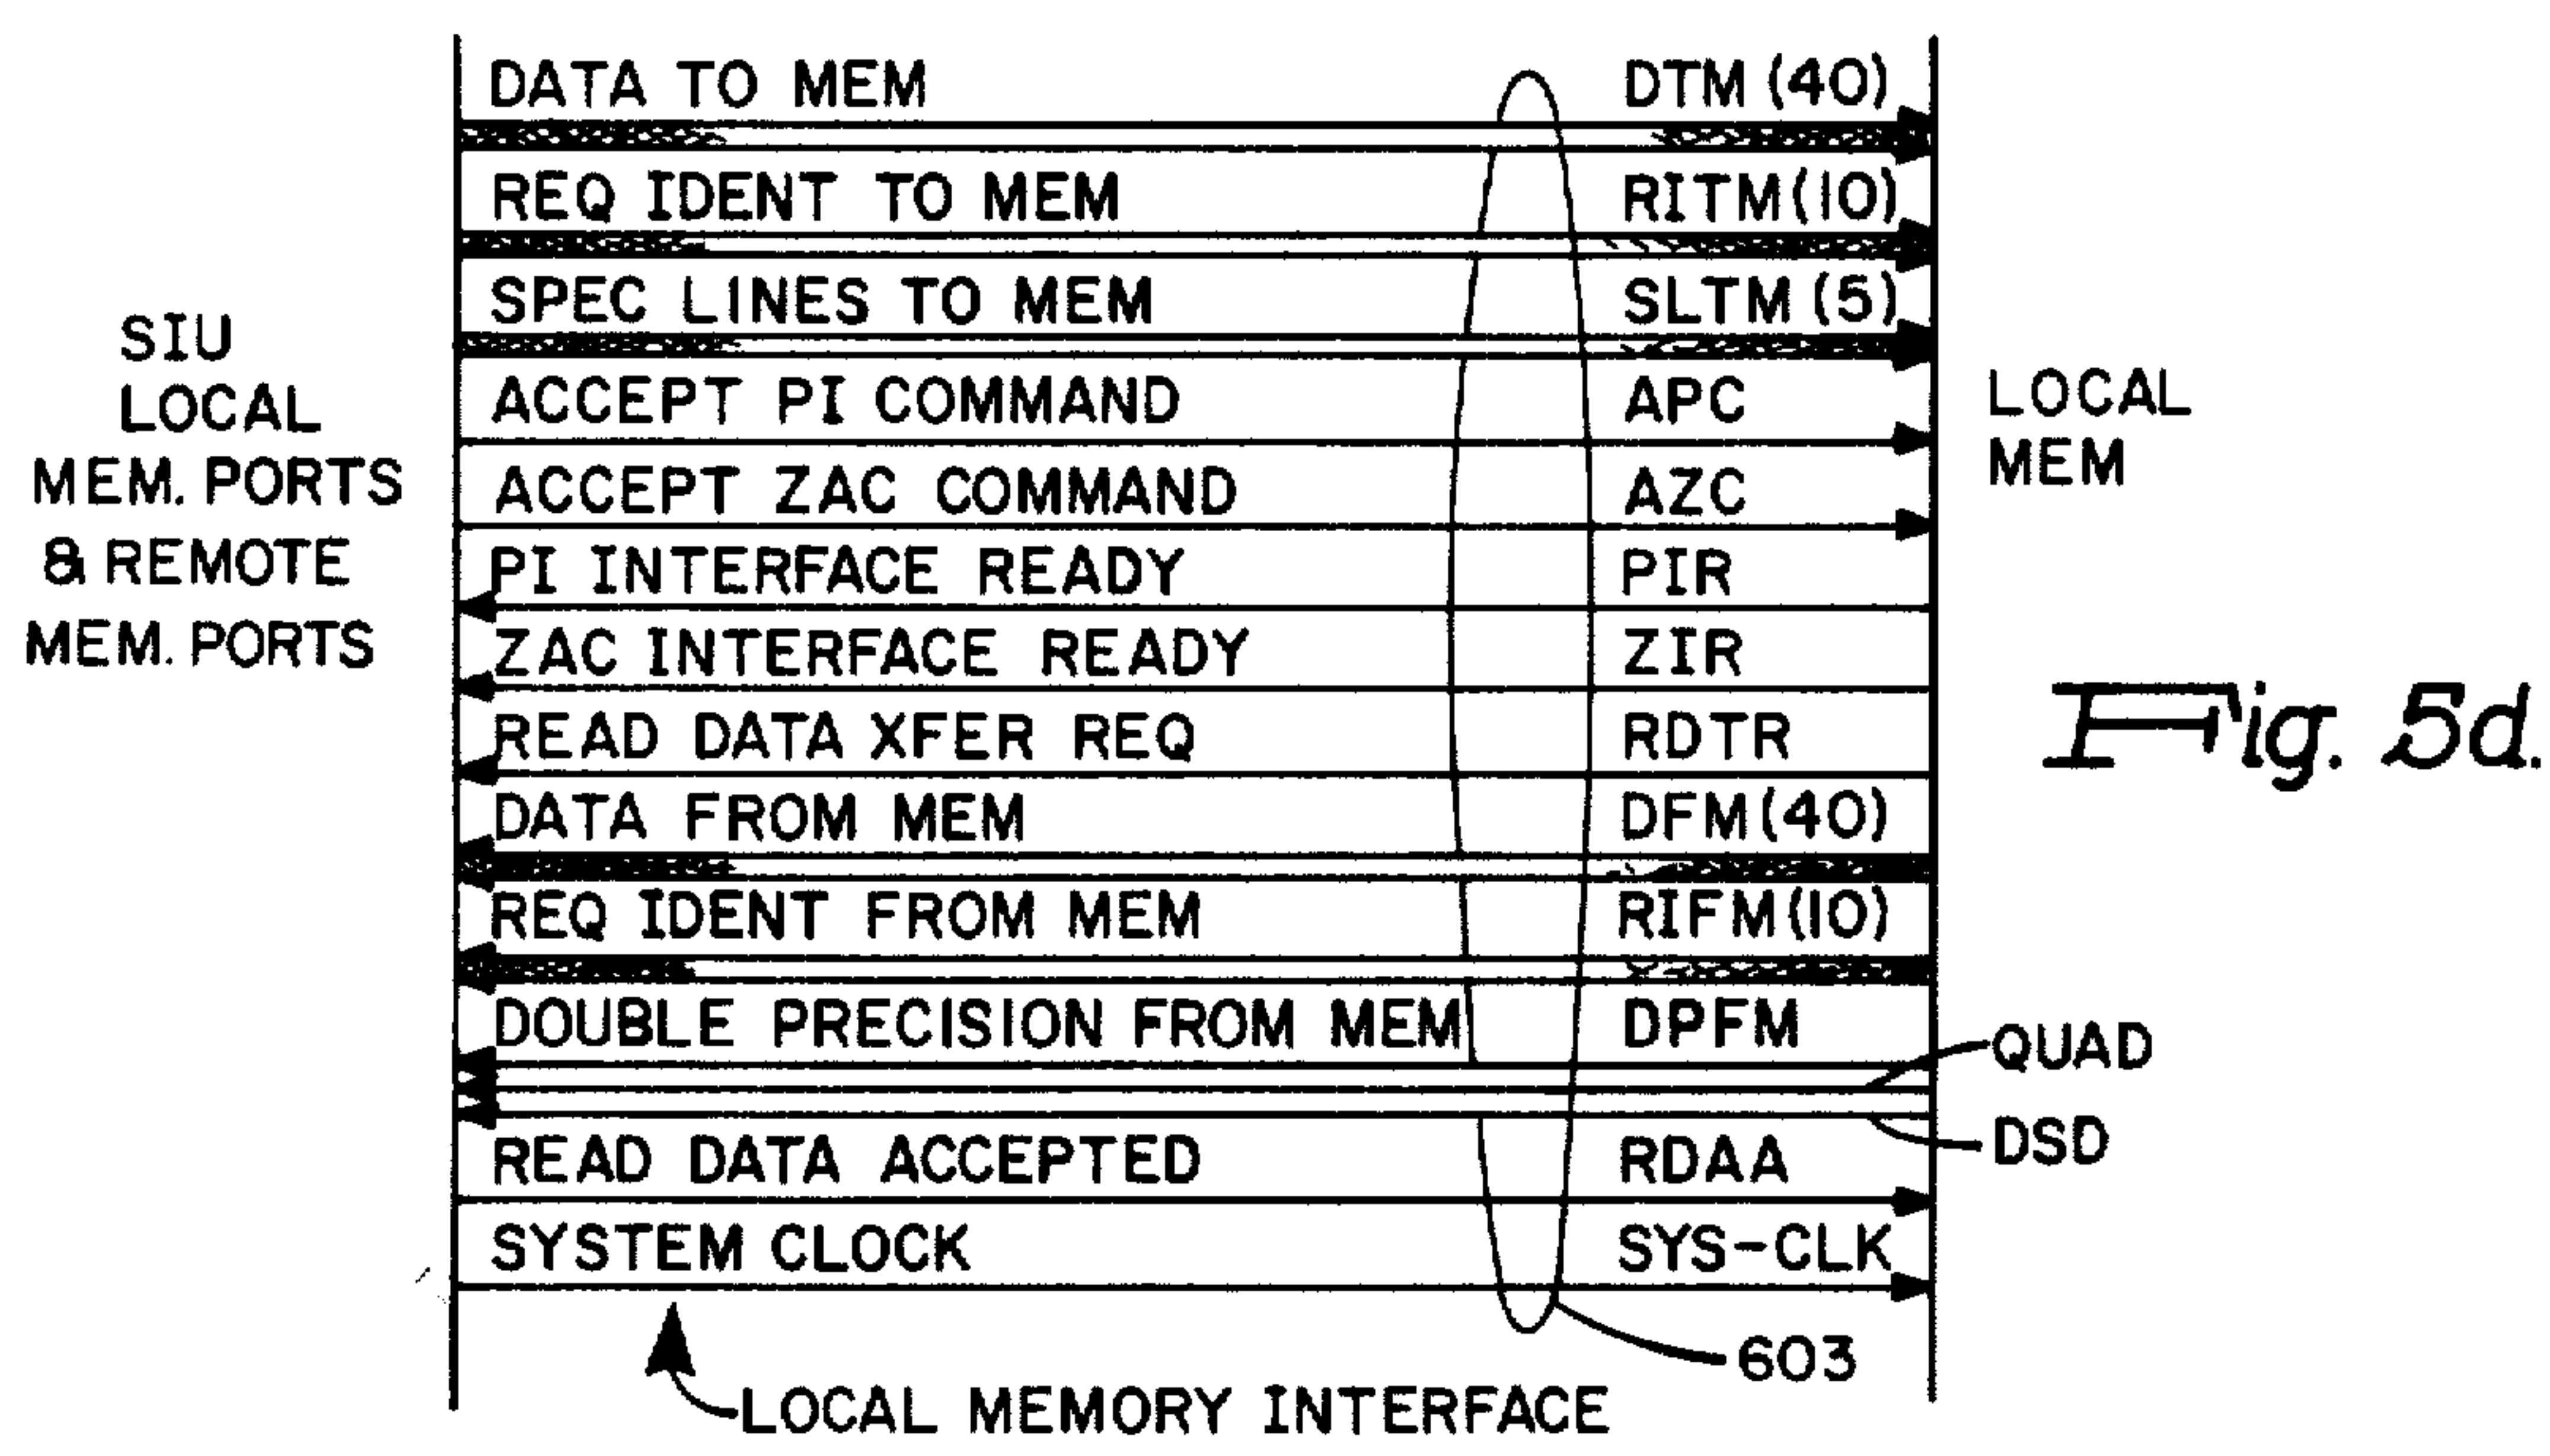 DATA TO MEM DTM (40)
REQ IDENT TO MEM RITM(10)
SPEC LINES TO MEM SLTM (5)
ACCEPT PI COMMAND APC
ACCEPT ZAC COMMAND AZC
PI INTERFACE READY PIR
ZAC INTERFACE READY ZIR
READ DATA XFER REQ RDTR
DATA FROM MEM DFM(40)
REQ IDENT FROM MEM RIFM(10)
DOUBLE PRECISION FROM MEM DPFM
READ DATA ACCEPTED RDAA
SYSTEM CLOCK SYS-CLK
SIU
LOCAL
MEM. PORTS
& REMOTE
MEM. PORTS
LOCAL
MEM
QUAD
DSD
603
LOCAL MEMORY INTERFACE
Fig. 5d.